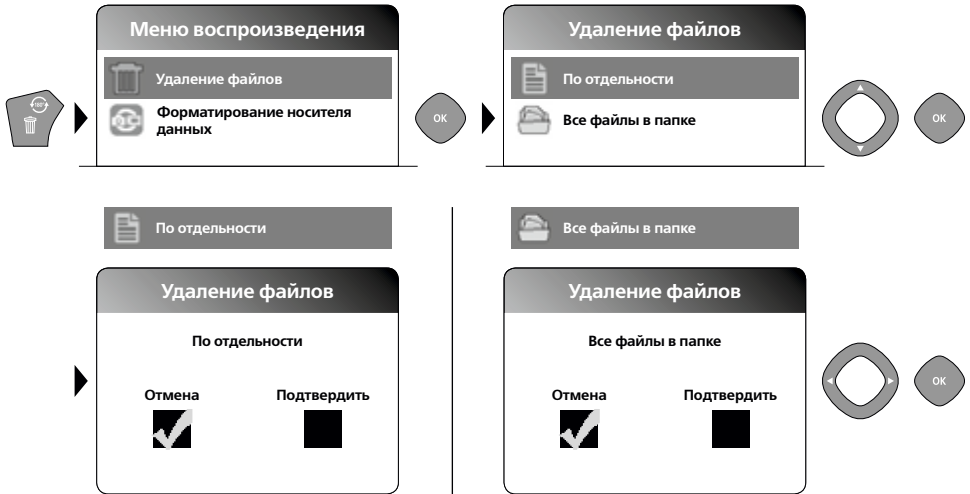 Меню воспроизведения
Удаление файлов
Форматирование носителя
данных
180°
OK
Удаление файлов
По отдельности
Все файлы в папке
OK
По отдельности
Удаление файлов
По отдельности
Отмена
Подтвердить
Все файлы в папке
Удаление файлов
Все файлы в папке
Отмена
Подтвердить
OK